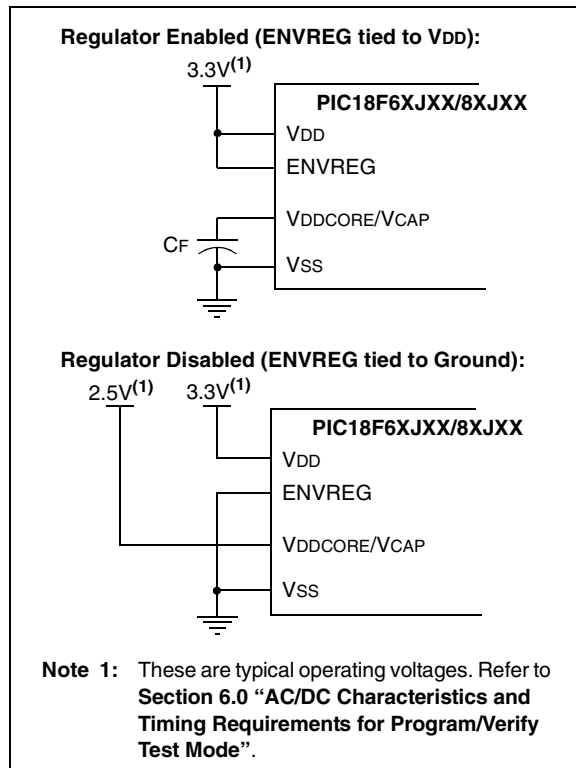 Regulator Enabled (ENVREG tied to VDD):
3.3V(1)
PIC18F6XJXX/8XJXX
VDD
ENVREG
VDDCORE/VCAP
CF
VSS
Regulator Disabled (ENVREG tied to Ground):
2.5V(1) 3.3V(1)
PIC18F6XJXX/8XJXX
VDD
ENVREG
VDDCORE/VCAP
VSS
Note 1: These are typical operating voltages. Refer to
Section 6.0 “AC/DC Characteristics and
Timing Requirements for Program/Verify
Test Mode”.